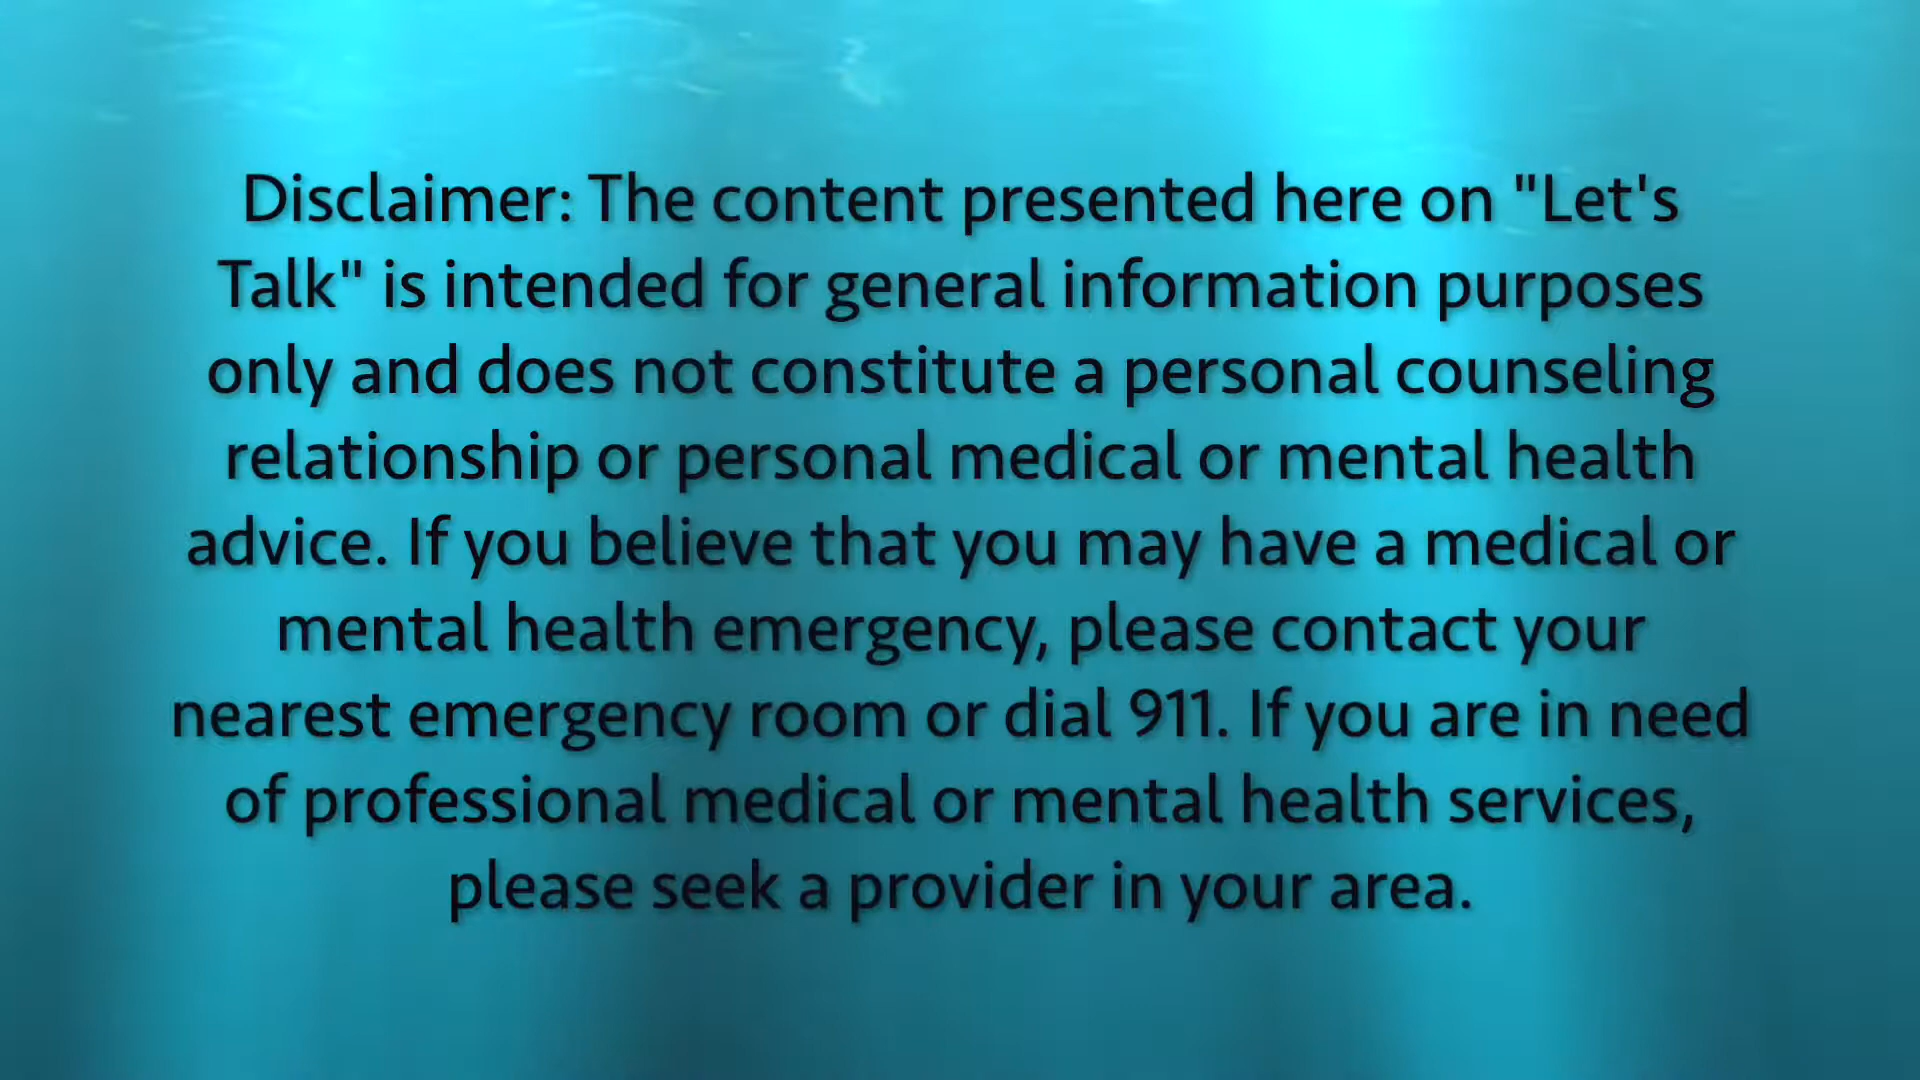 Disclaimer: The content presented here on "Let's
Talk" is intended for general information purposes
only and does not constitute a personal counseling
relationship or personal medical or mental health
advice. If you believe that you may have a medical or
mental health emergency, please contact your
nearest emergency room or dial 911. If you are in need
of professional medical or mental health services,
please seek a provider in your area.